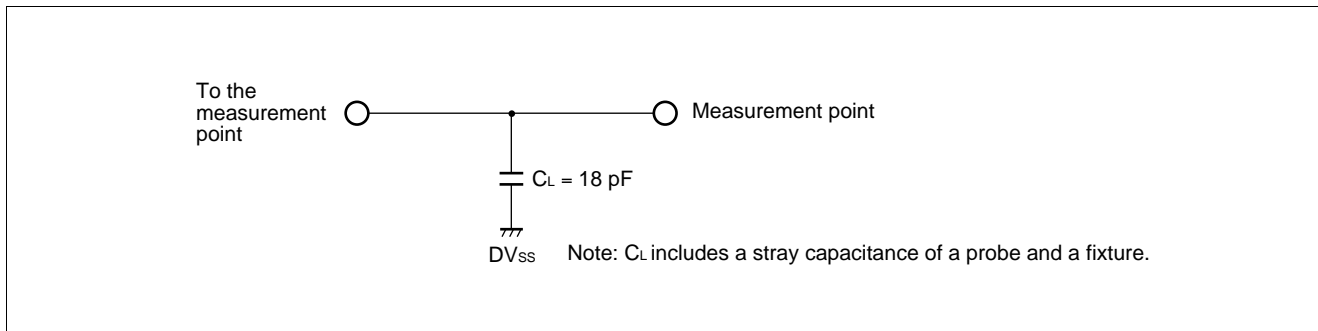 To the
measurement
point
Measurement point
CL = 18 pF
DVSS
Note: CL includes a stray capacitance of a probe and a fixture.